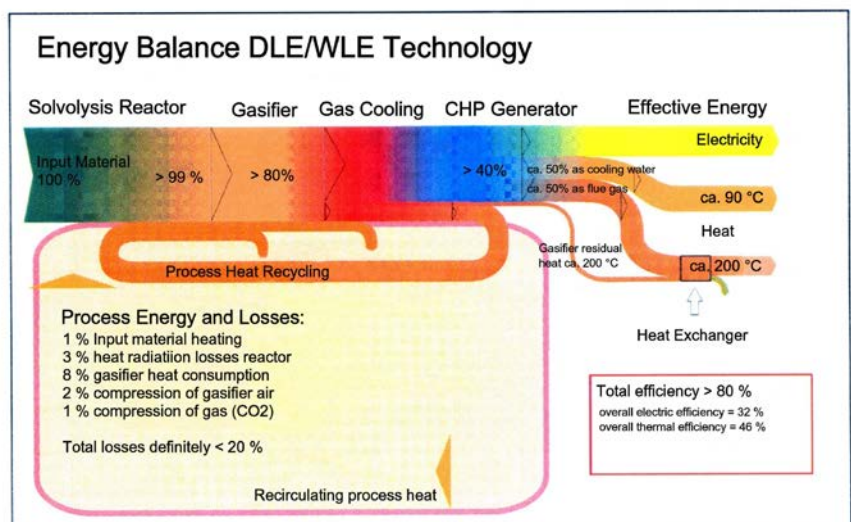 Energy Balance DLE/WLE Technology
Solvolysis Reactor
Gasifier
Gas Cooling
CHP Generator
Effective Energy
Input Material
100 %
> 99 %
> 80%
> 40%
ca. 50% as cooling water
ca. 50% as flue gas
Electricity
ca. 90 °C
Heat
ca. 200 °C
Gasifier residual
heat ca. 200 °C
Heat Exchanger
Process Heat Recycling
Process Energy and Losses:
1 % Input material heating
3 % heat radiatiion losses reactor
8 % gasifier heat consumption
2 % compression of gasifier air
1 % compression of gas (CO2)
Total losses definitely < 20 %
Recirculating process heat
Total efficiency > 80 %
overall electric efficiency = 32 %
overall thermal efficiency = 46 %